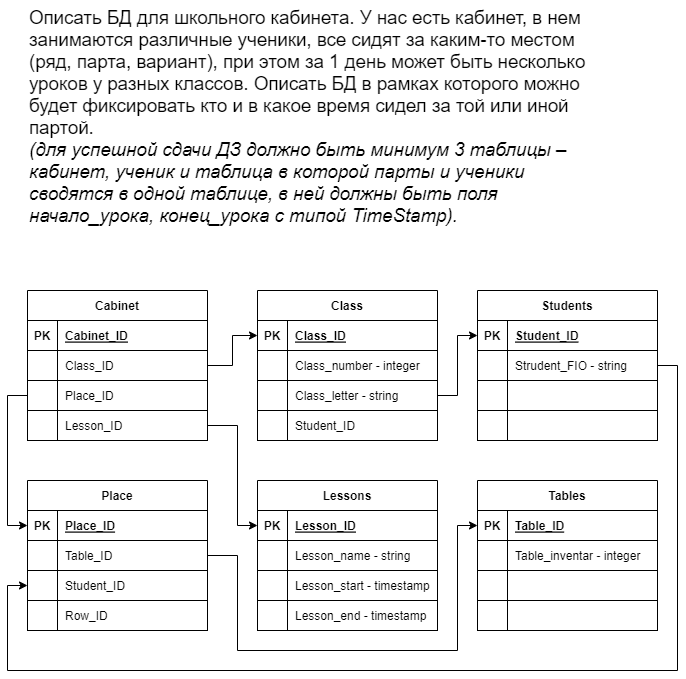 Описать БД для школьного кабинета. У нас есть кабинет, в нем
занимаются различные ученики, все сидят за каким-то местом
(ряд, парта, вариант), при этом за 1 день может быть несколько
уроков у разных классов. Описать БД в рамках которого можно
будет фиксировать кто и в какое время сидел за той или иной
партой.
(для успешной сдачи ДЗ должно быть минимум 3 таблицы –
кабинет, ученик и таблица в которой парты и ученики
сводятся в одной таблице, в ней должны быть поля
начало_урока, конец_урока с типой TimeStamp).
Cabinet
PK Cabinet_ID
Class_ID
Place_ID
Lesson_ID
Class
PK Class_ID
Class_number - integer
Class_letter - string
Student_ID
Students
PK Student_ID
Strudent_FIO - string
Place
PK Place_ID
Table_ID
Student_ID
Row_ID
Lessons
PK Lesson_ID
Lesson_name - string
Lesson_start - timestamp
Lesson_end - timestamp
Tables
PK Table_ID
Table_inventar - integer